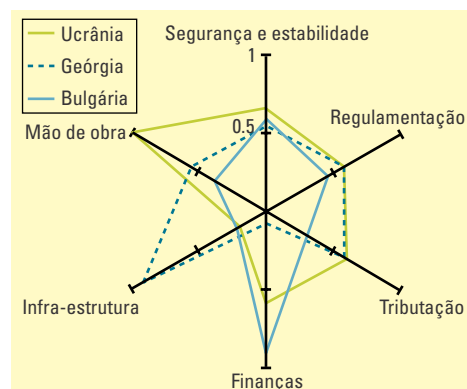 Ucrânia
Geórgia
Bulgária
Segurança e estabilidade
1
0.5
Regulamentação
Mão de obra
Infra-estrutura
Tributação
Finanças